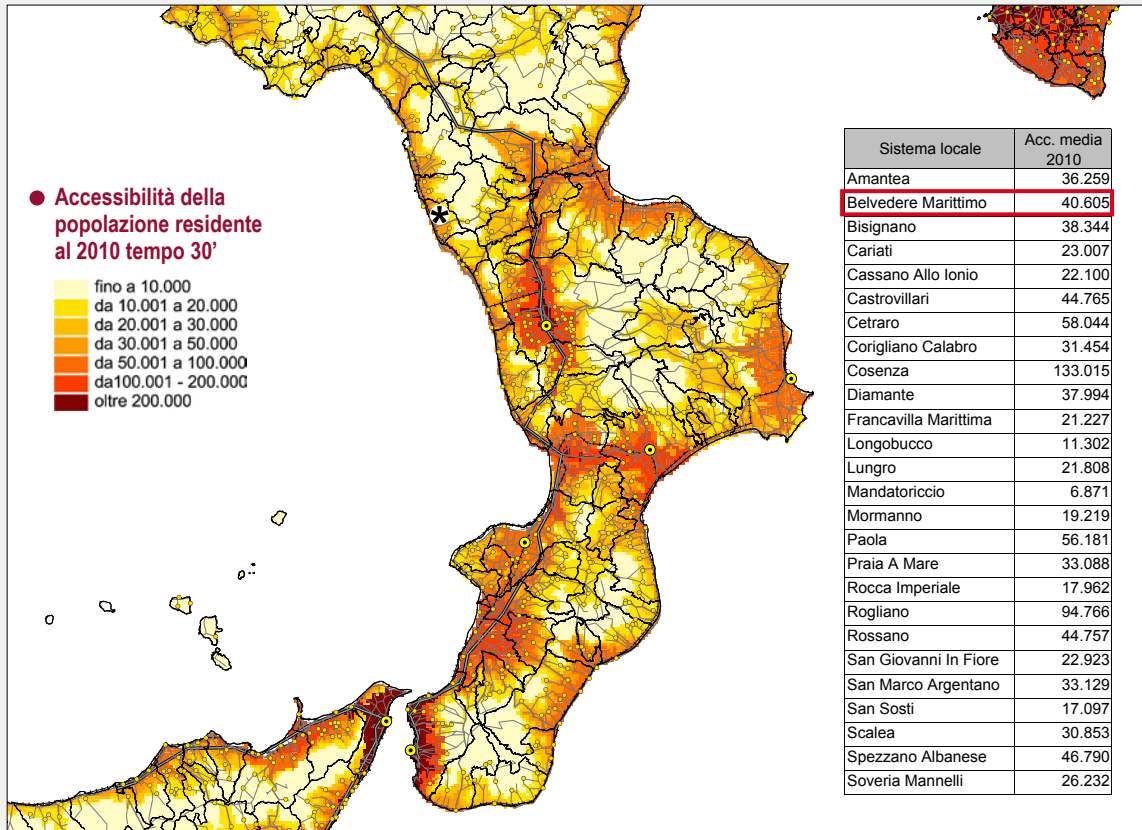 Accessibilità della
popolazione residente
al 2010 tempo 30'
fino a 10.000
da 10.001 a 20.000
da 20.001 a 30.000
da 30.001 a 50.000
da 50.001 a 100.000
da100.001 - 200.000
oltre 200.000
*
Sistema locale Acc. media 2010
Amantea 36.259
Belvedere Marittimo 40.605
Bisignano 38.344
Cariati 23.007
Cassano Allo Ionio 22.100
Castrovillari 44.765
Cetraro 58.044
Corigliano Calabro 31.454
Cosenza 133.015
Diamante 37.994
Francavilla Marittima 21.227
Longobucco 11.302
Lungro 21.808
Mandatoriccio 6.871
Mormanno 19.219
Paola 56.181
Praia A Mare 33.088
Rocca Imperiale 17.962
Rogliano 94.766
Rossano 44.757
San Giovanni In Fiore 22.923
San Marco Argentano 33.129
San Sosti 17.097
Scalea 30.853
Spezzano Albanese 46.790
Soveria Mannelli 26.232